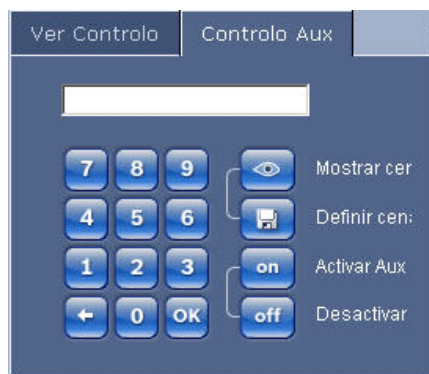 Ver Controlo Controlo Aux
7 8 9 Mostrar cer
4 5 6 Definir cen
1 2 3 on Activar Aux
0 OK off Desactivar